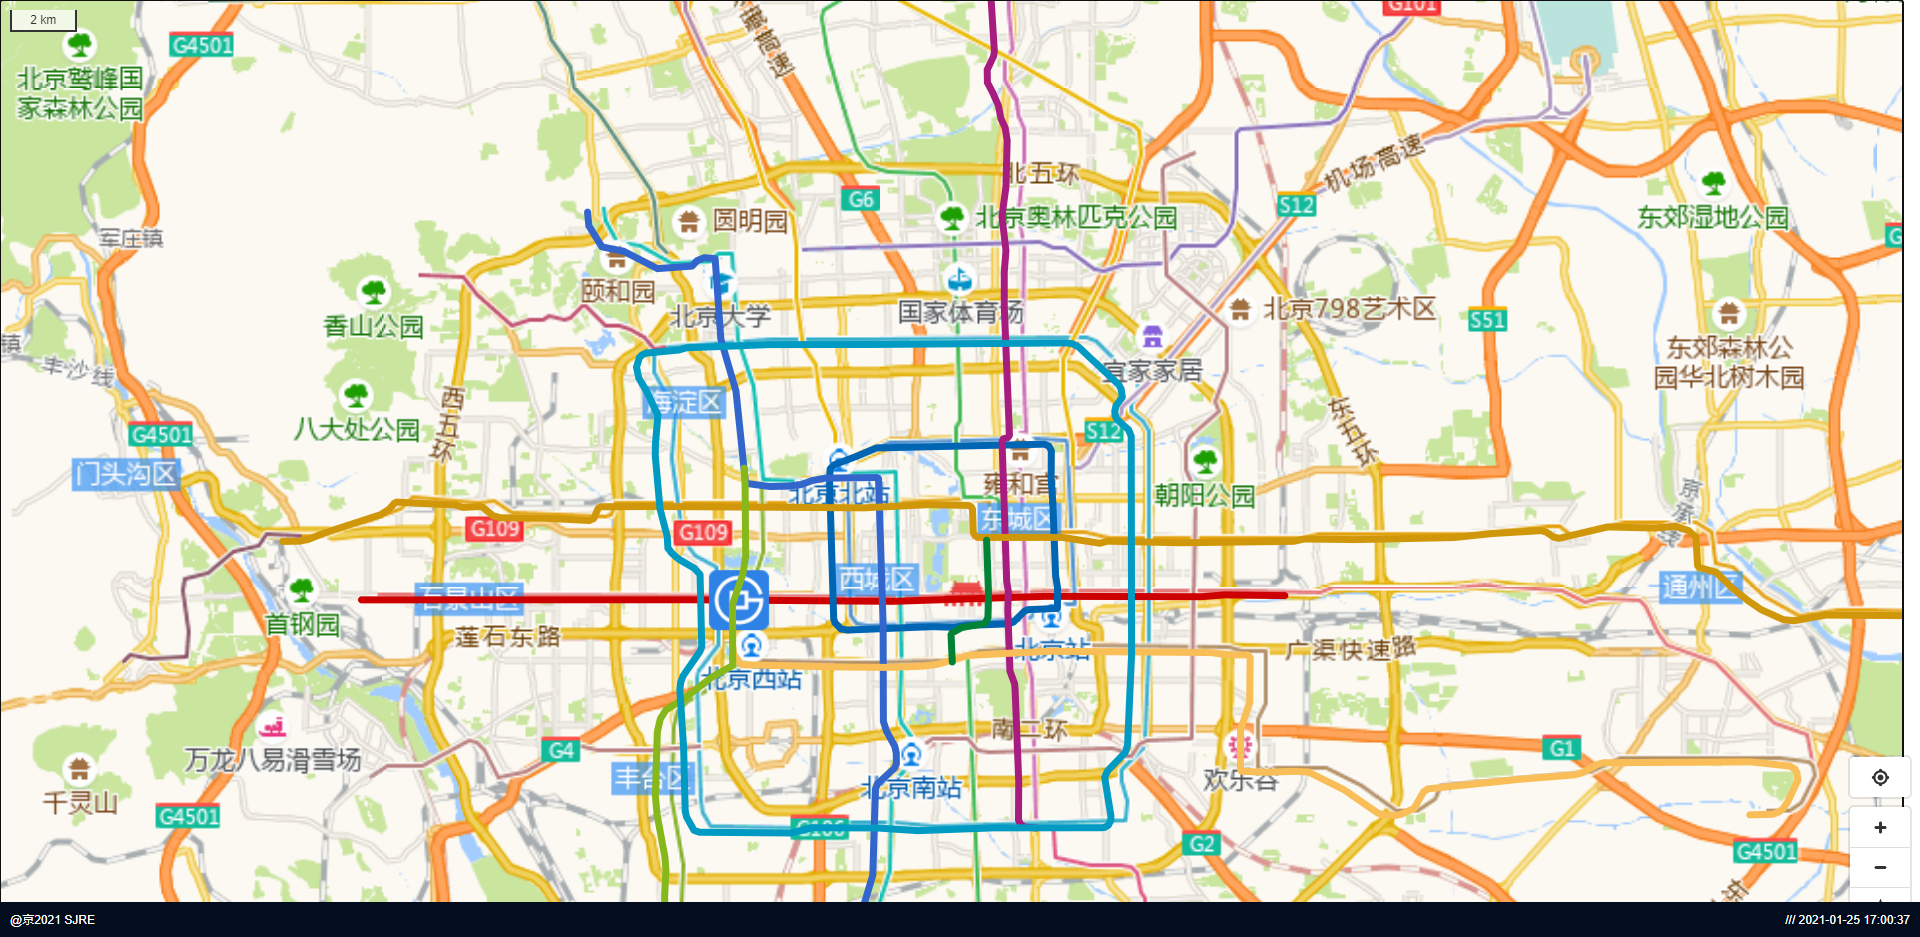 2 km
G101
藏高速
G4501
北京鹫峰国
家森林公园
机场高速
北五环
G6
S12
东郊湿地公园
圆明园
北京奥林匹克公园
军庄镇
颐和园
香山公园
北京大学
国家体育场
北京798艺术区
S51
镇
丰沙线
宜家家居
东郊森林公
园华北树木园
海淀区
西五环
八大处公园
G4501
S12
东五环
门头沟区
北京北站
雍和宫
朝阳公园
京承线
G109
G109
东城区
西城区
石景山区
通州区
首钢园
莲石东路
北京站
广渠快速路
北京西站
南二环
G4
G1
万龙八易滑雪场
丰台区
北京南站
欢乐谷
千灵山
G4501
G106
G2
G4501
东
+
−
@京2021 SJRE
/// 2021-01-25 17:00:37